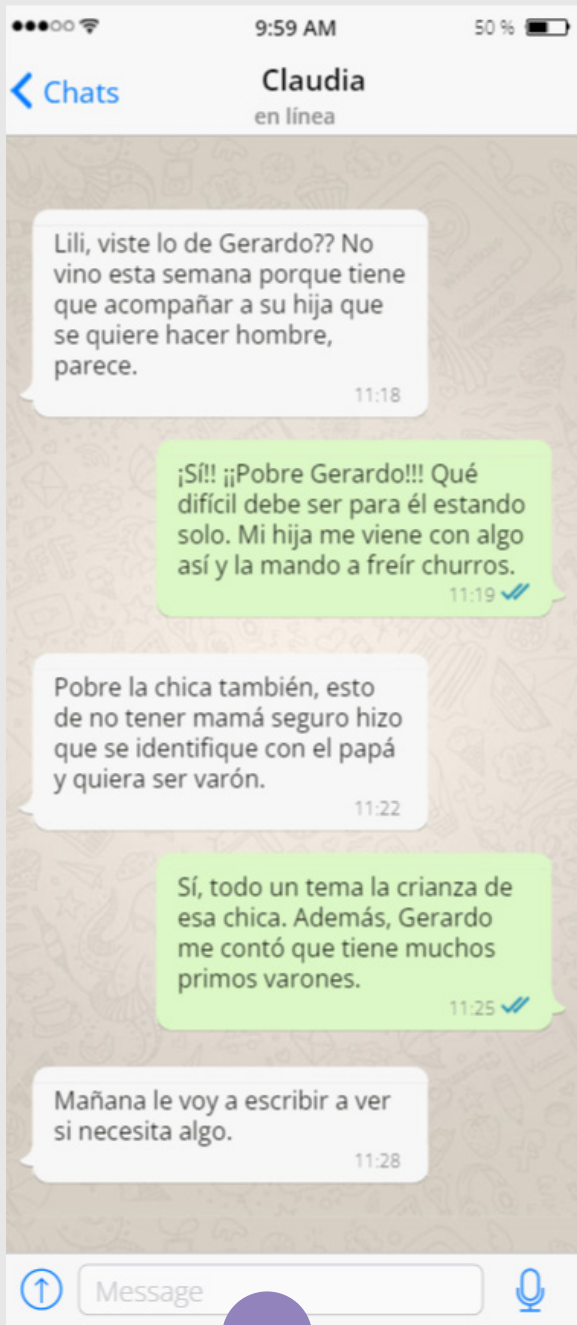 9:59 AM
50 %
Chats
Claudia
en línea
Lili, viste lo de Gerardo?? No
vino esta semana porque tiene
que acompañar a su hija que
se quiere hacer hombre,
parece.
11:18
¡Sí!! ¡¡Pobre Gerardo!!! Qué
difícil debe ser para él estando
solo. Mi hija me viene con algo
así y la mando a freír churros.
11:19
Pobre la chica también, esto
de no tener mamá seguro hizo
que se identifique con el papá
y quiera ser varón.
11:22
Sí, todo un tema la crianza de
esa chica. Además, Gerardo
me contó que tiene muchos
primos varones.
11:25
Mañana le voy a escribir a ver
si necesita algo.
11:28
Message